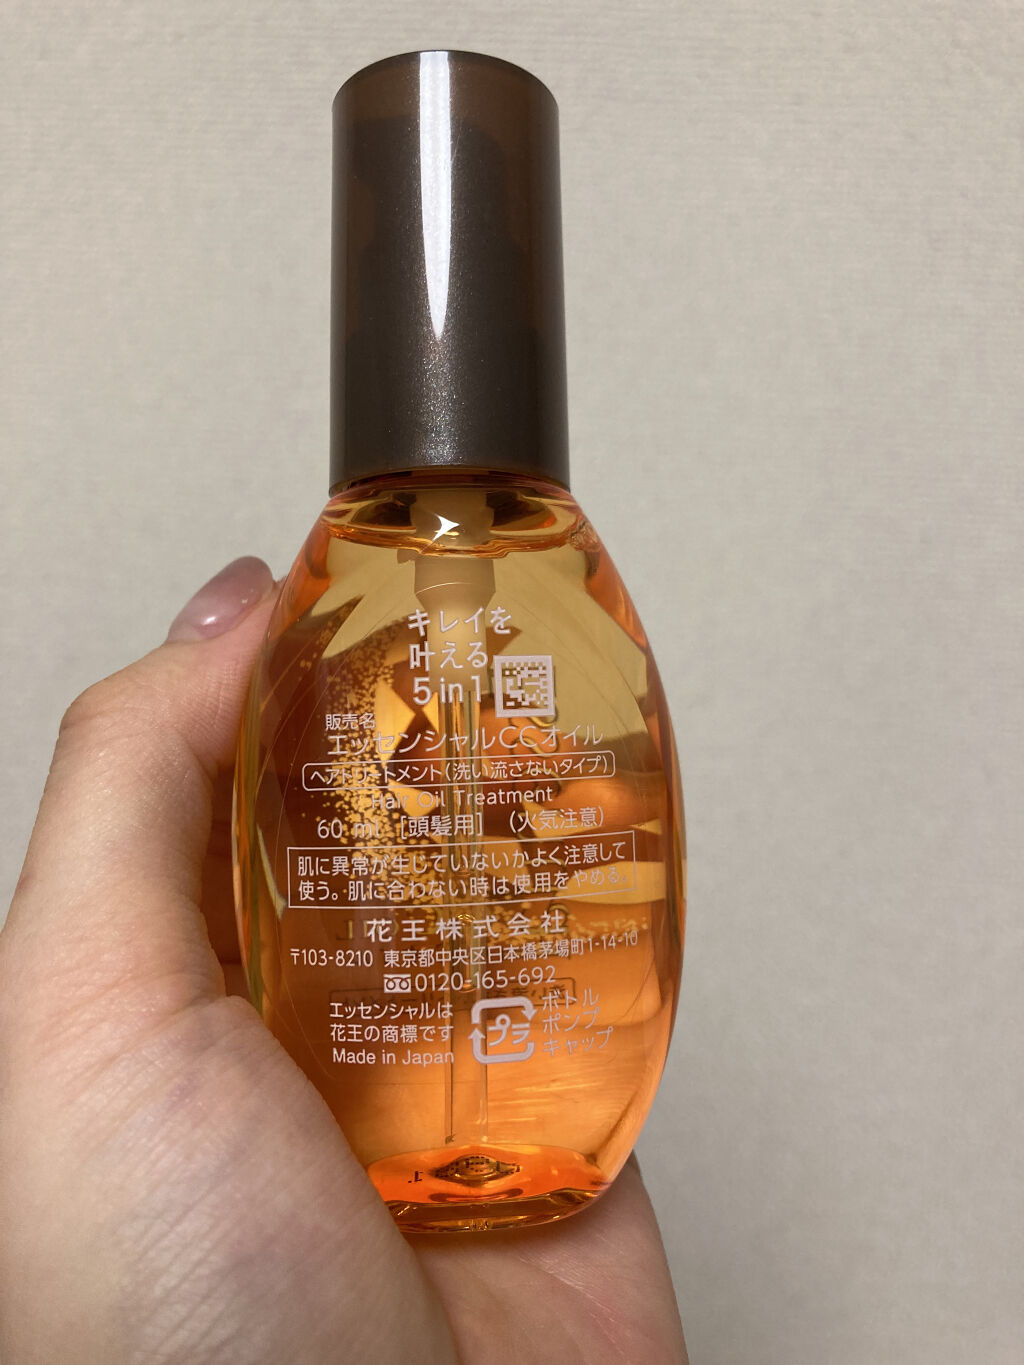 キレイを
叶える
5 in 1
販売名
エッセンシャルCCオイル
ヘアトリートメント(洗い流さないタイプ)
Hair Oil Treatment
60 ml [頭髪用] (火気注意)
肌に異常が生じていないかよく注意して
使う。肌に合わない時は使用をやめる。
花王株式会社
〒103-8210 東京都中央区日本橋茅場町1-14-10
0120-165-692
エッセンシャルは
花王の商標です
Made in Japan
プラ
ボトル
ポンプ
キャップ